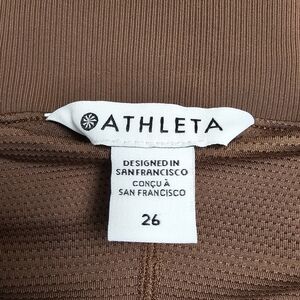 ATHLETA
DESIGNED IN
SAN FRANCISCO
CONÇU À
SAN FRANCISCO
26